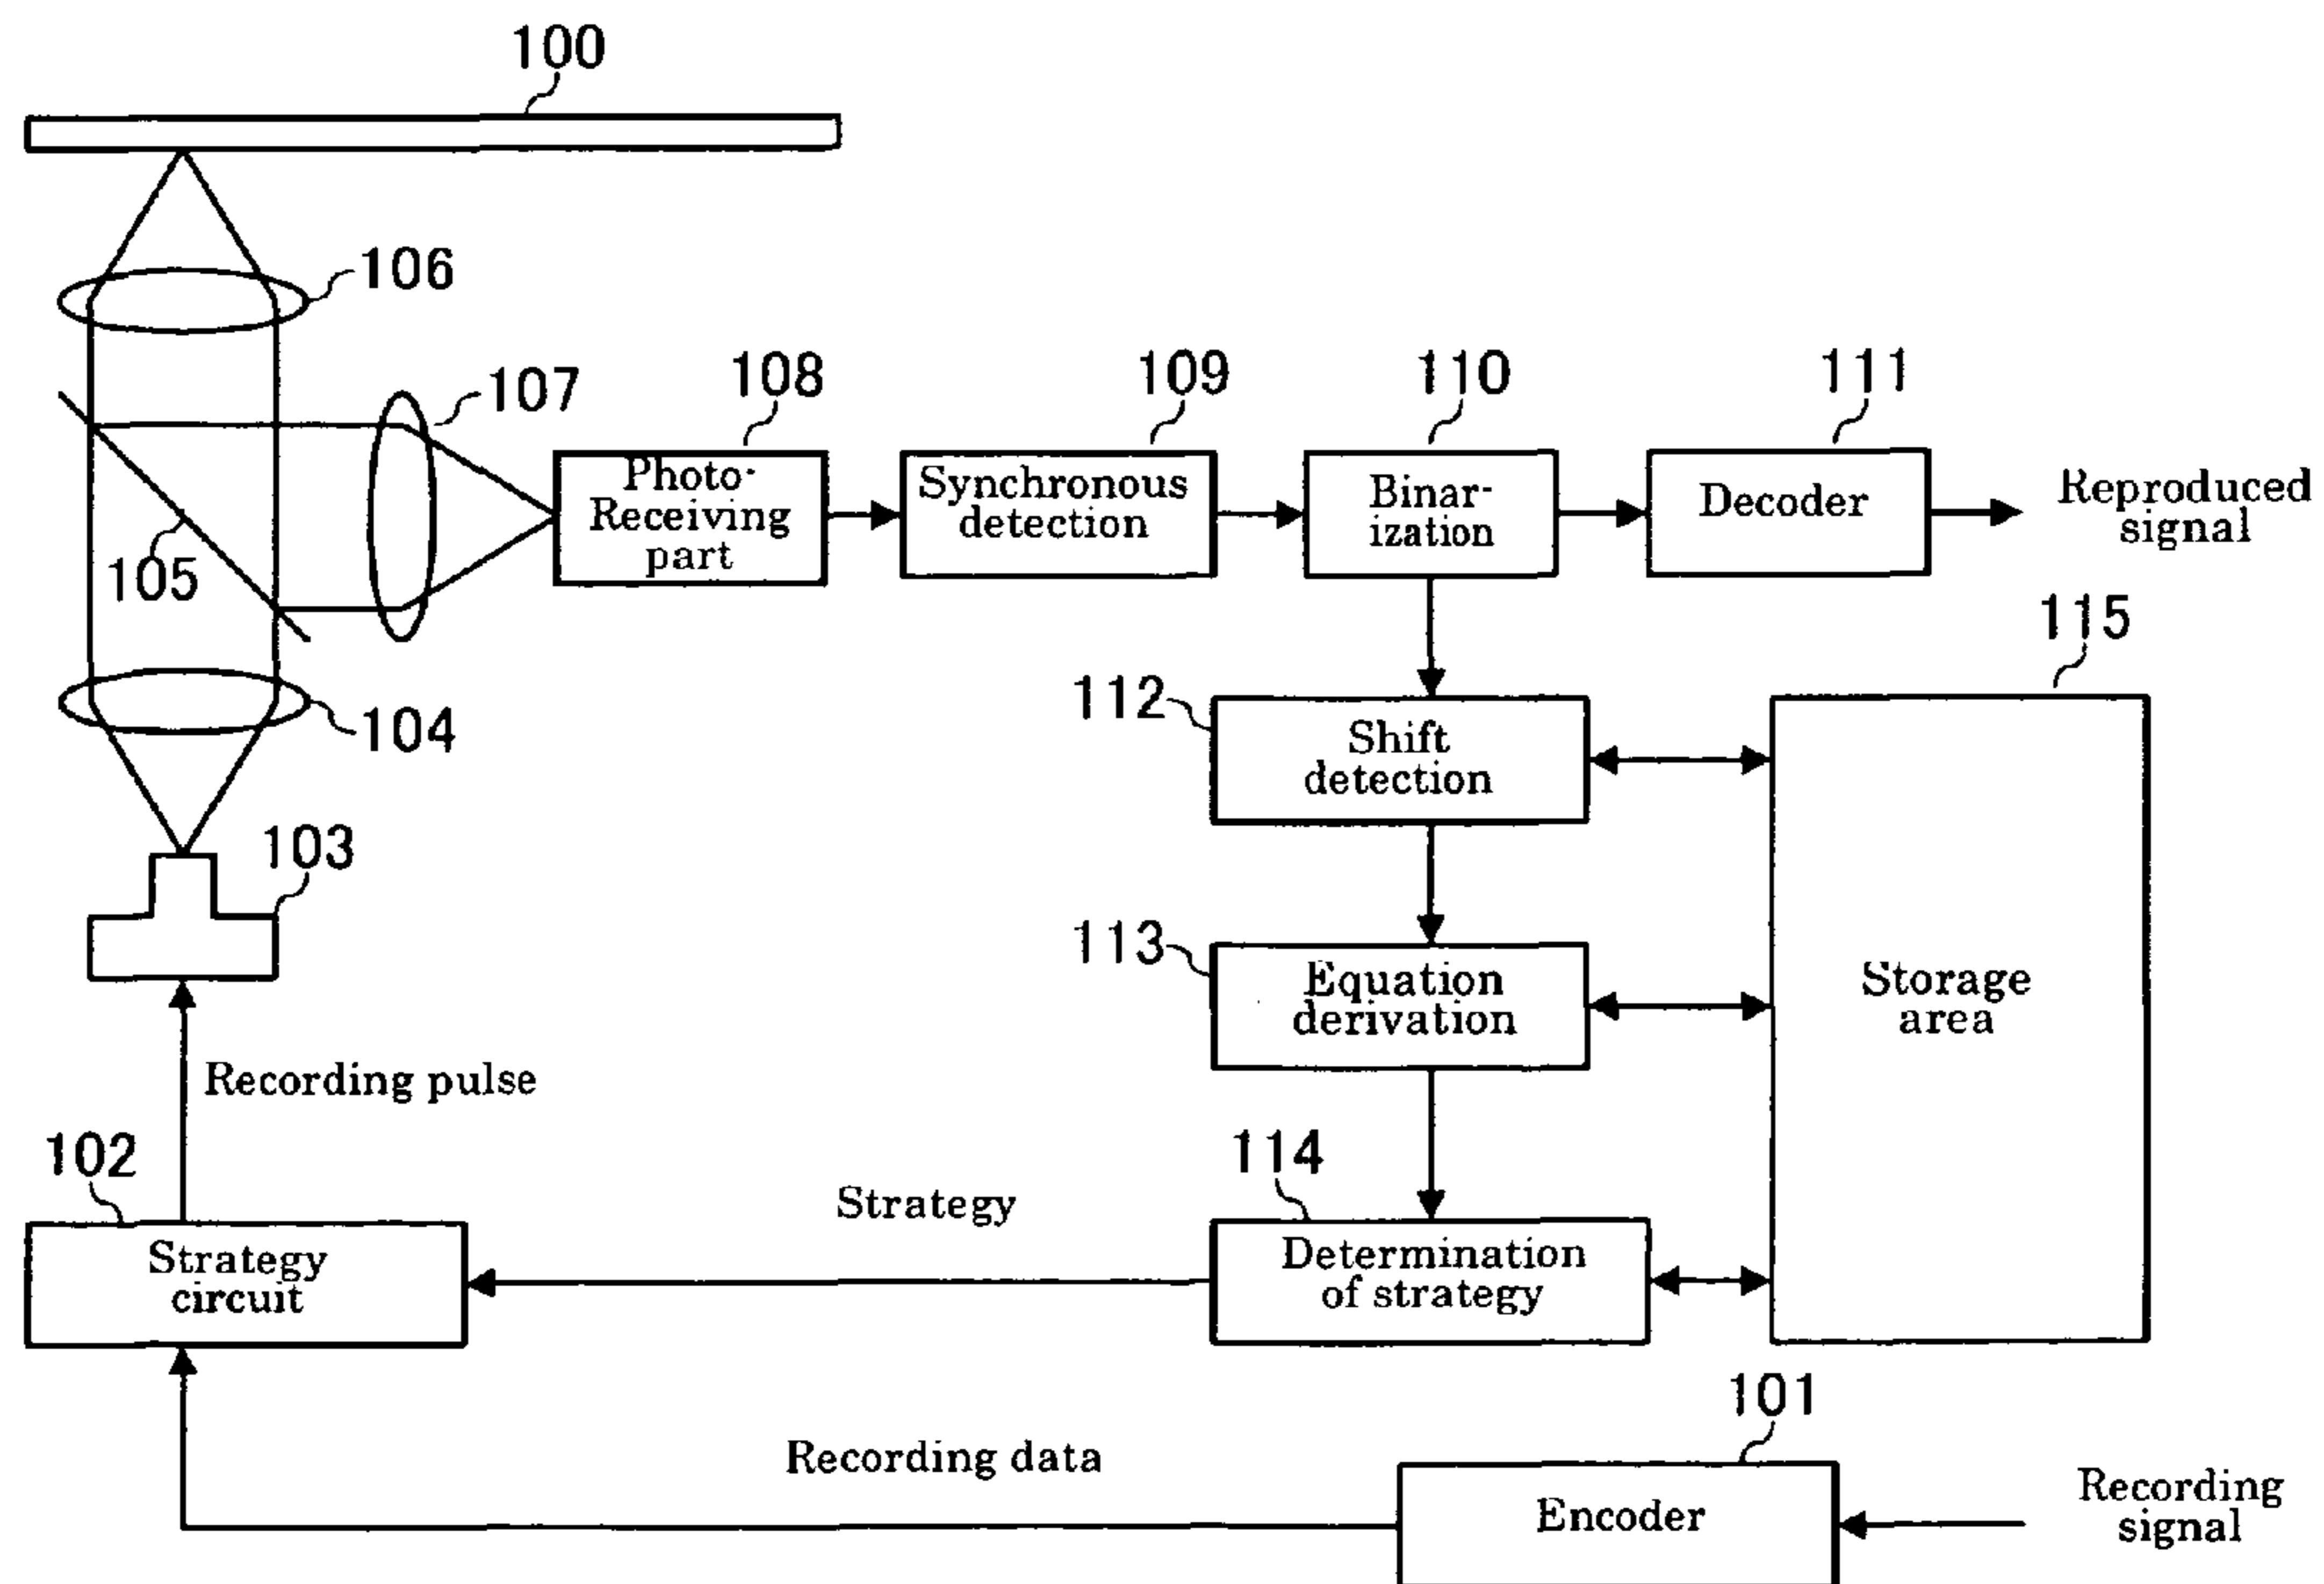 100
106
107
108
109
110
111
Photo-
Receiving
part
Synchronous
detection
Binar-
ization
Decoder
Reproduced
signal
105
115
112
104
Shift
detection
103
113
Equation
derivation
Storage
area
Recording pulse
102
114
Strategy
Strategy
circuit
Determination
of strategy
101
Recording data
Encoder
Recording
signal